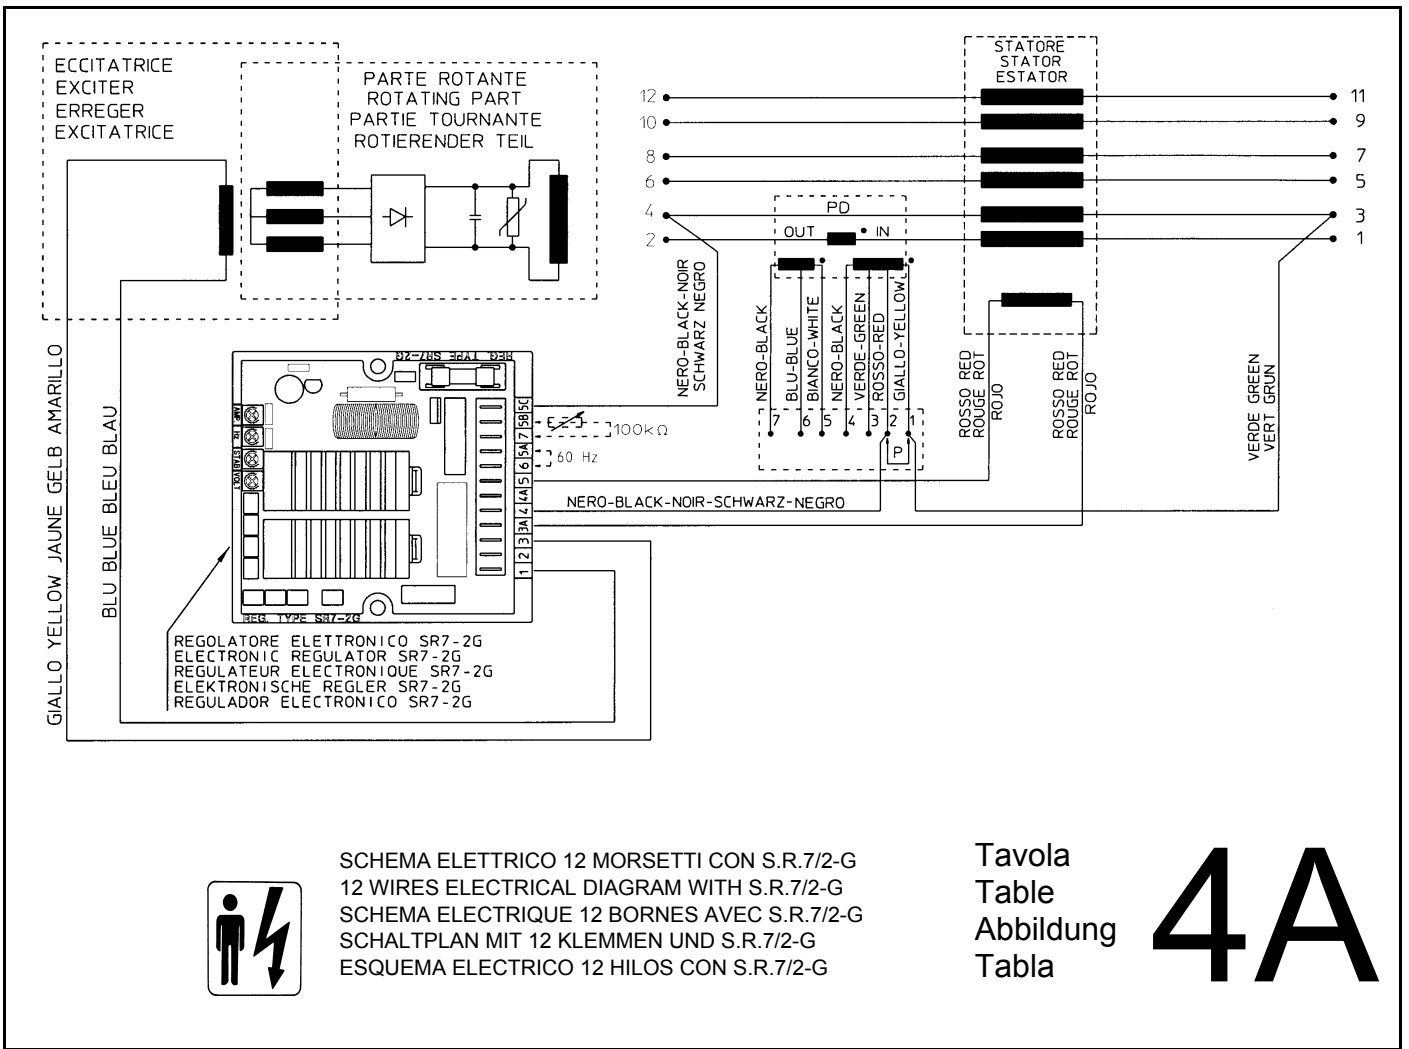 ECCITATRICE
EXCITER
ERREGER
EXCITATRICE
PARTE ROTANTE
ROTATING PART
PARTIE TOURNANTE
ROTIERENDER TEIL
STATORE
STATOR
ESTATOR
12
10
8
6
4
2
11
9
7
5
3
1
PD
OUT
IN
NERO-BLACK-NOIR
SCHWARZ NEGRO
NERO-BLACK
BLU-BLUE
BIANCO-WHITE
NERO-BLACK
VERDE-GREEN
ROSSO-RED
GIALLO-YELLOW
7 6 5 4 3 2 1
P
ROSSO RED
ROUGE ROT
ROJO
ROSSO RED
ROUGE ROT
ROJO
VERDE GREEN
VERT GRUN
GIALLO YELLOW JAUNE GELB AMARILLO
BLU BLUE BLEU BLAU
REG. TYPE SR7-2G
AMP
Hz
STAB
VOLT
5C
5B
7
5A
6
5
4A
4
3A
3
2
1
100kΩ
60 Hz
NERO-BLACK-NOIR-SCHWARZ-NEGRO
REG. TYPE SR7-2G
REGOLATORE ELETTRONICO SR7-2G
ELECTRONIC REGULATOR SR7-2G
REGULATEUR ELECTRONIQUE SR7-2G
ELEKTRONISCHE REGLER SR7-2G
REGULADOR ELECTRONICO SR7-2G
SCHEMA ELETTRICO 12 MORSETTI CON S.R.7/2-G
12 WIRES ELECTRICAL DIAGRAM WITH S.R.7/2-G
SCHEMA ELECTRIQUE 12 BORNES AVEC S.R.7/2-G
SCHALTPLAN MIT 12 KLEMMEN UND S.R.7/2-G
ESQUEMA ELECTRICO 12 HILOS CON S.R.7/2-G
Tavola
Table
Abbildung
Tabla
4A